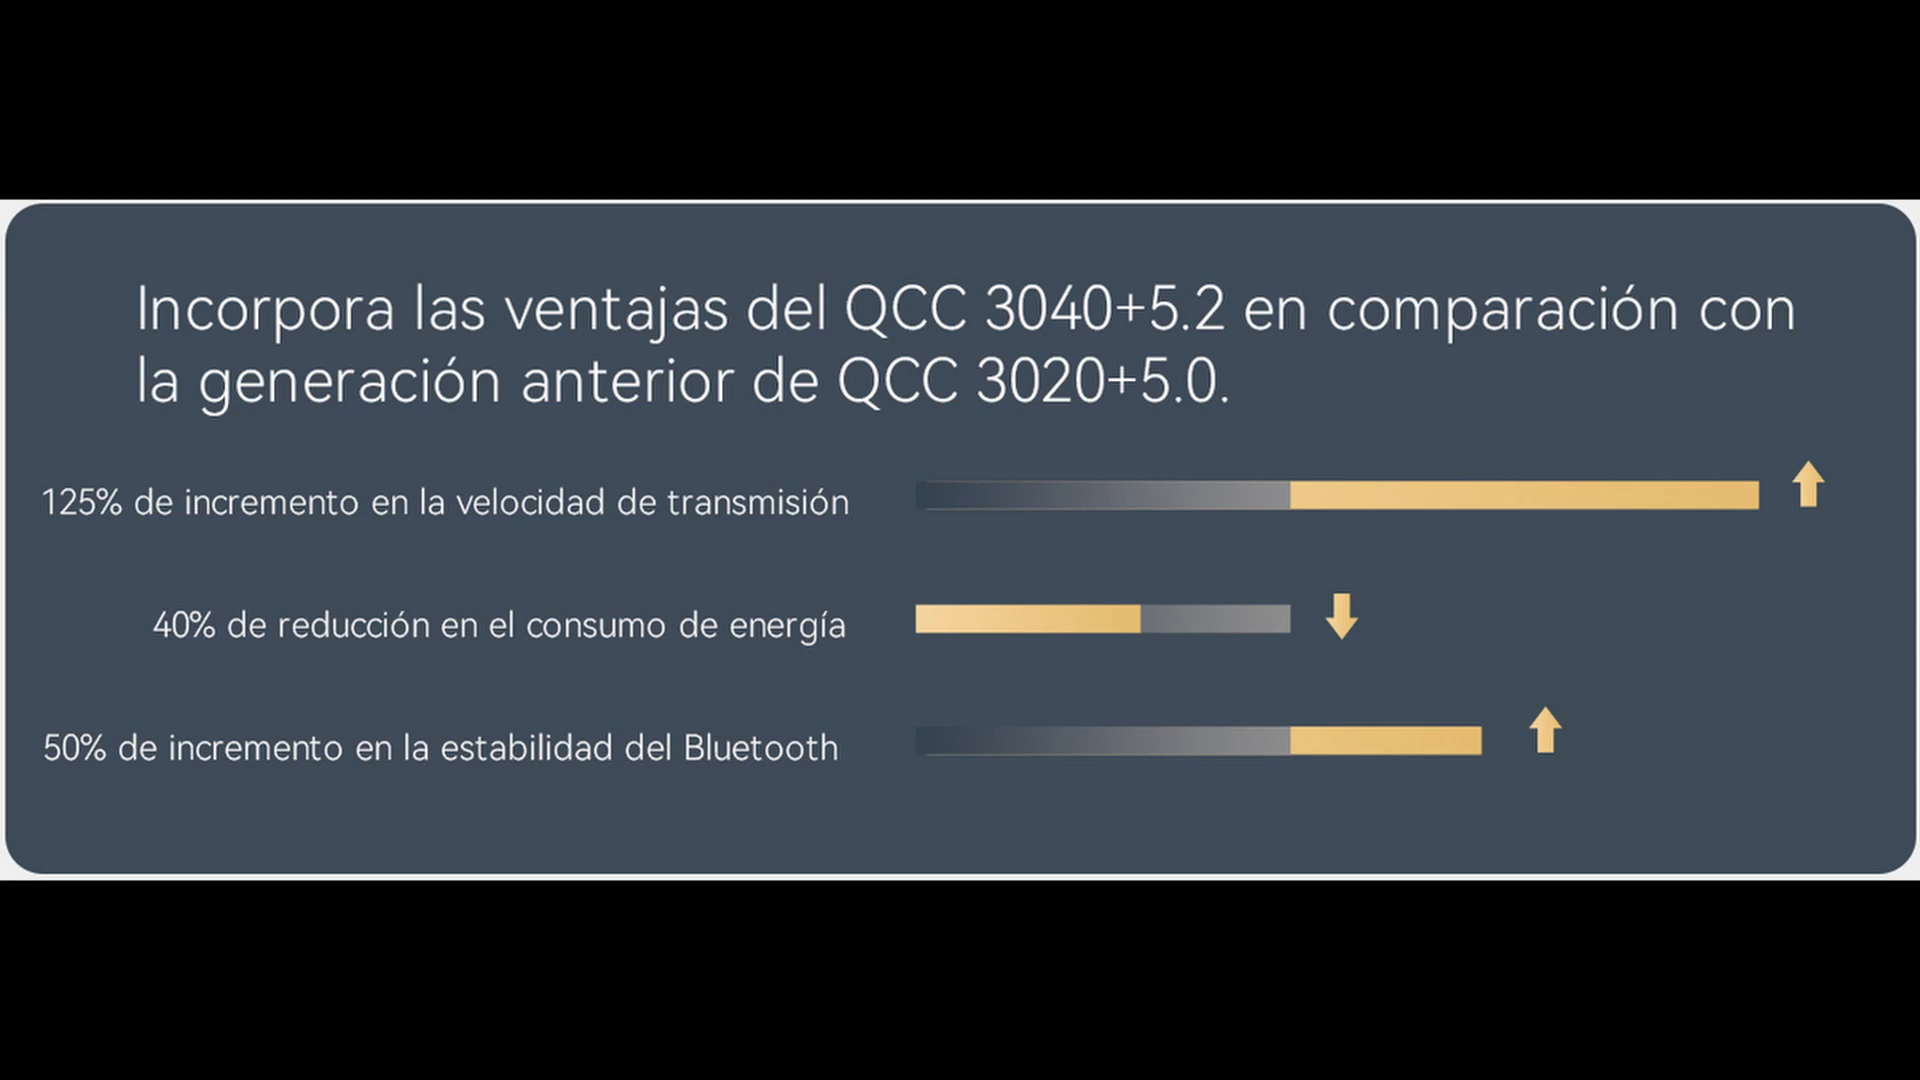 Incorpora las ventajas del QCC 3040+5.2 en comparación con
la generación anterior de QCC 3020+5.0.
125% de incremento en la velocidad de transmisión
40% de reducción en el consumo de energía
50% de incremento en la estabilidad del Bluetooth